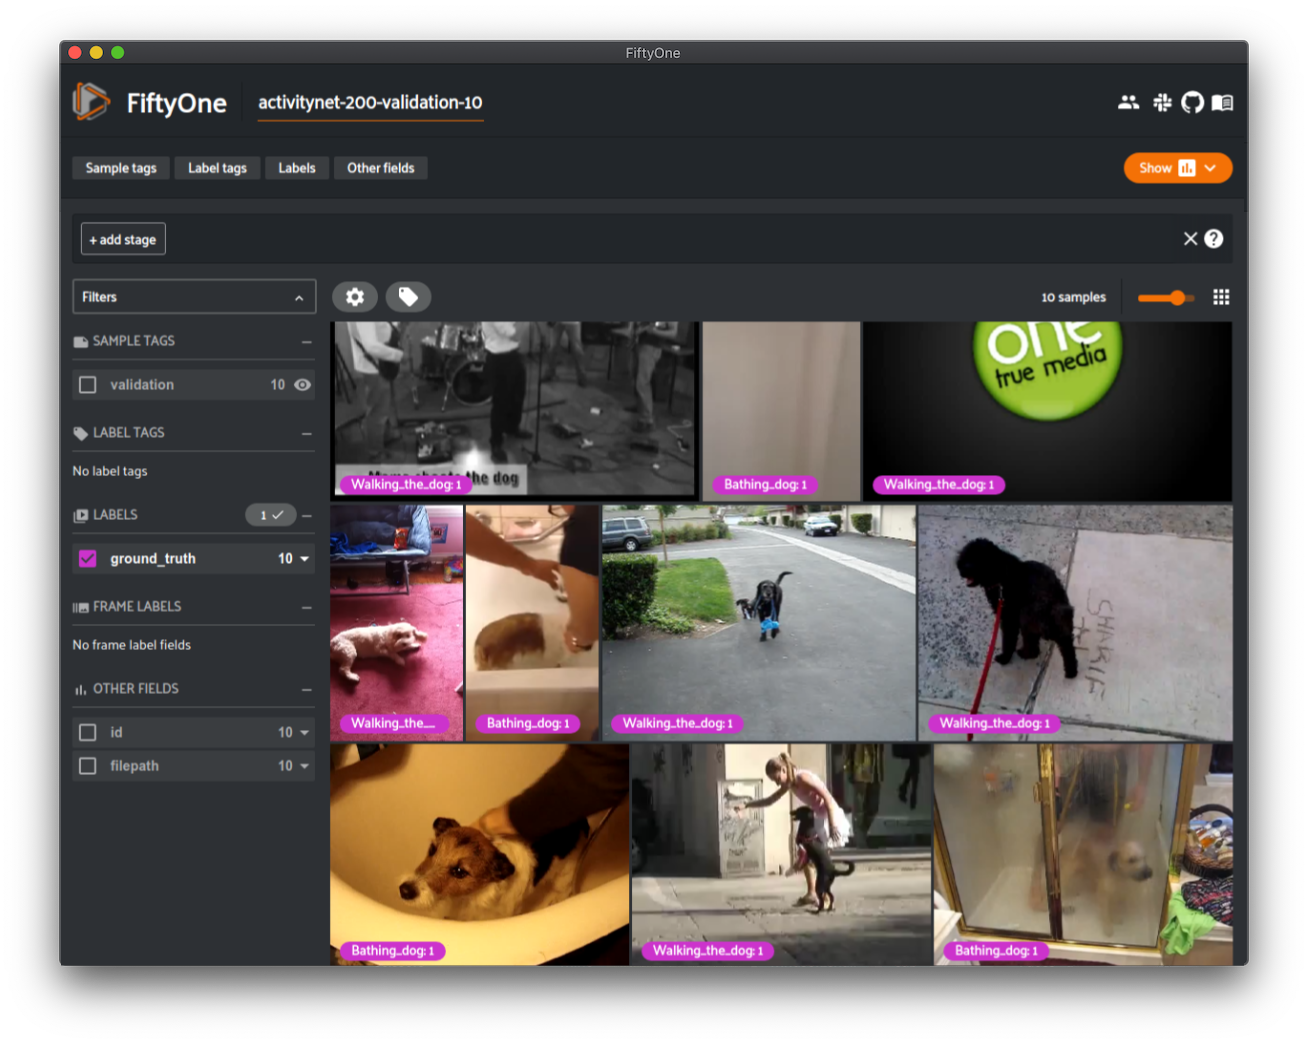 FiftyOne
FiftyOne
activitynet-200-validation-10
Sample tags
Label tags
Labels
Other fields
Show
+ add stage
?
Filters
10 samples
SAMPLE TAGS
validation
10
LABEL TAGS
No label tags
LABELS
1
ground_truth
10
FRAME LABELS
No frame label fields
OTHER FIELDS
id
10
filepath
10
the dog
Walking_the_dog: 1
Bathing_dog: 1
one
true media
Walking_the_dog: 1
Walking_the_...
Bathing_dog: 1
Walking_the_dog: 1
Walking_the_dog: 1
Bathing_dog: 1
Walking_the_dog: 1
Bathing_dog: 1